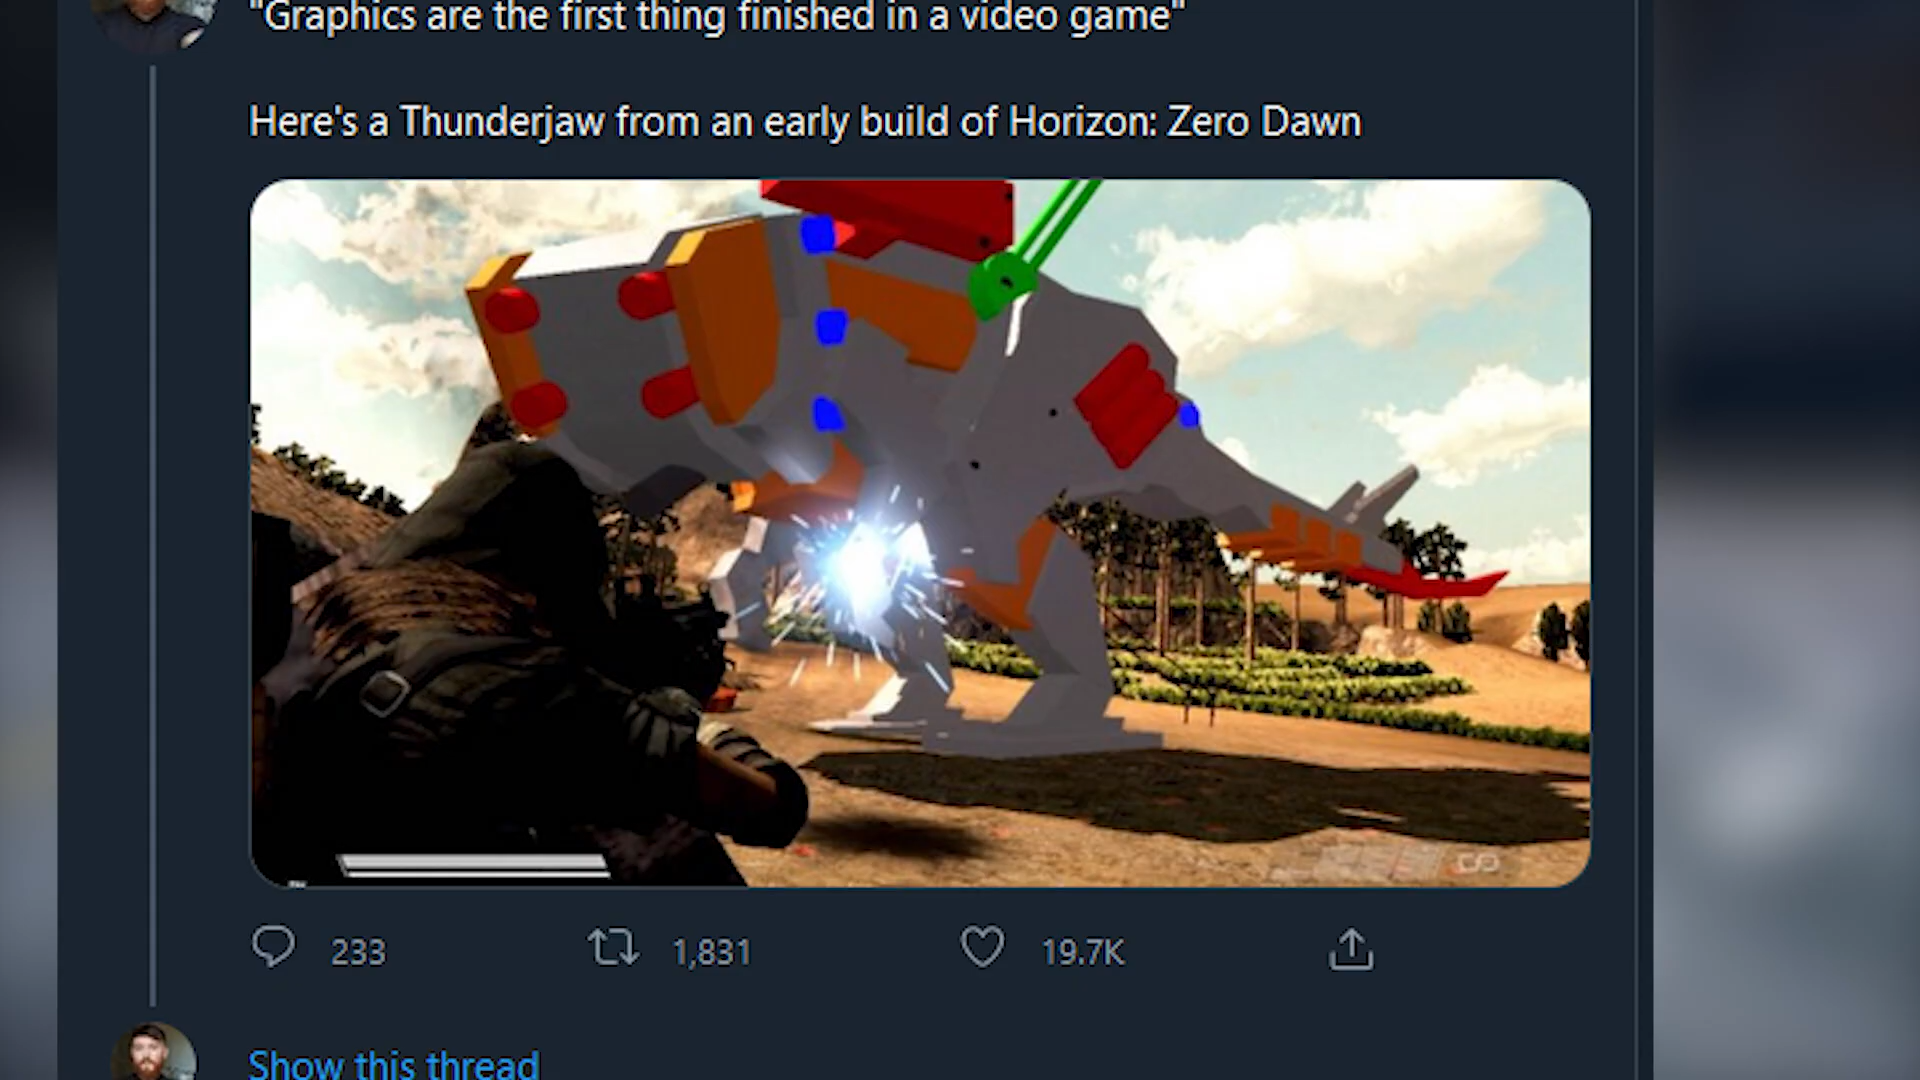 "Graphics are the first thing finished in a video game"
Here's a Thunderjaw from an early build of Horizon: Zero Dawn
233 1,831 19.7K
Show this thread